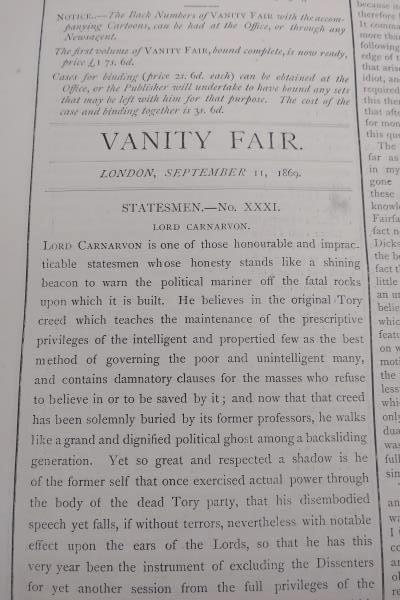 NOTICE.—The Back Numbers of VANITY FAIR with the accom-
panying Cartoons, can be had at the Office, or through any
Newsagent.
The first volume of VANITY FAIR, bound complete, is now ready,
price £1 7s. 6d.
Cases for binding (price 2s. 6d. each) can be obtained at the
Office, or the Publisher will undertake to have bound any sets
that may be left with him for that purpose. The cost of the
case and binding together is 3s. 6d.
VANITY FAIR.
LONDON, SEPTEMBER 11, 1869.
STATESMEN.—No. XXXI.
LORD CARNARVON.
LORD CARNARVON is one of those honourable and imprac-
ticable statesmen whose honesty stands like a shining
beacon to warn the political mariner off the fatal rocks
upon which it is built. He believes in the original Tory
creed which teaches the maintenance of the prescriptive
privileges of the intelligent and propertied few as the best
method of governing the poor and unintelligent many,
and contains damnatory clauses for the masses who refuse
to believe in or to be saved by it; and now that that creed
has been solemnly buried by its former professors, he walks
like a grand and dignified political ghost among a backsliding
generation. Yet so great and respected a shadow is he
of the former self that once exercised actual power through
the body of the dead Tory party, that his disembodied
speech yet falls, if without terrors, nevertheless with notable
effect upon the ears of the Lords, so that he has this
very year been the instrument of excluding the Dissenters
for yet another session from the full privileges of the